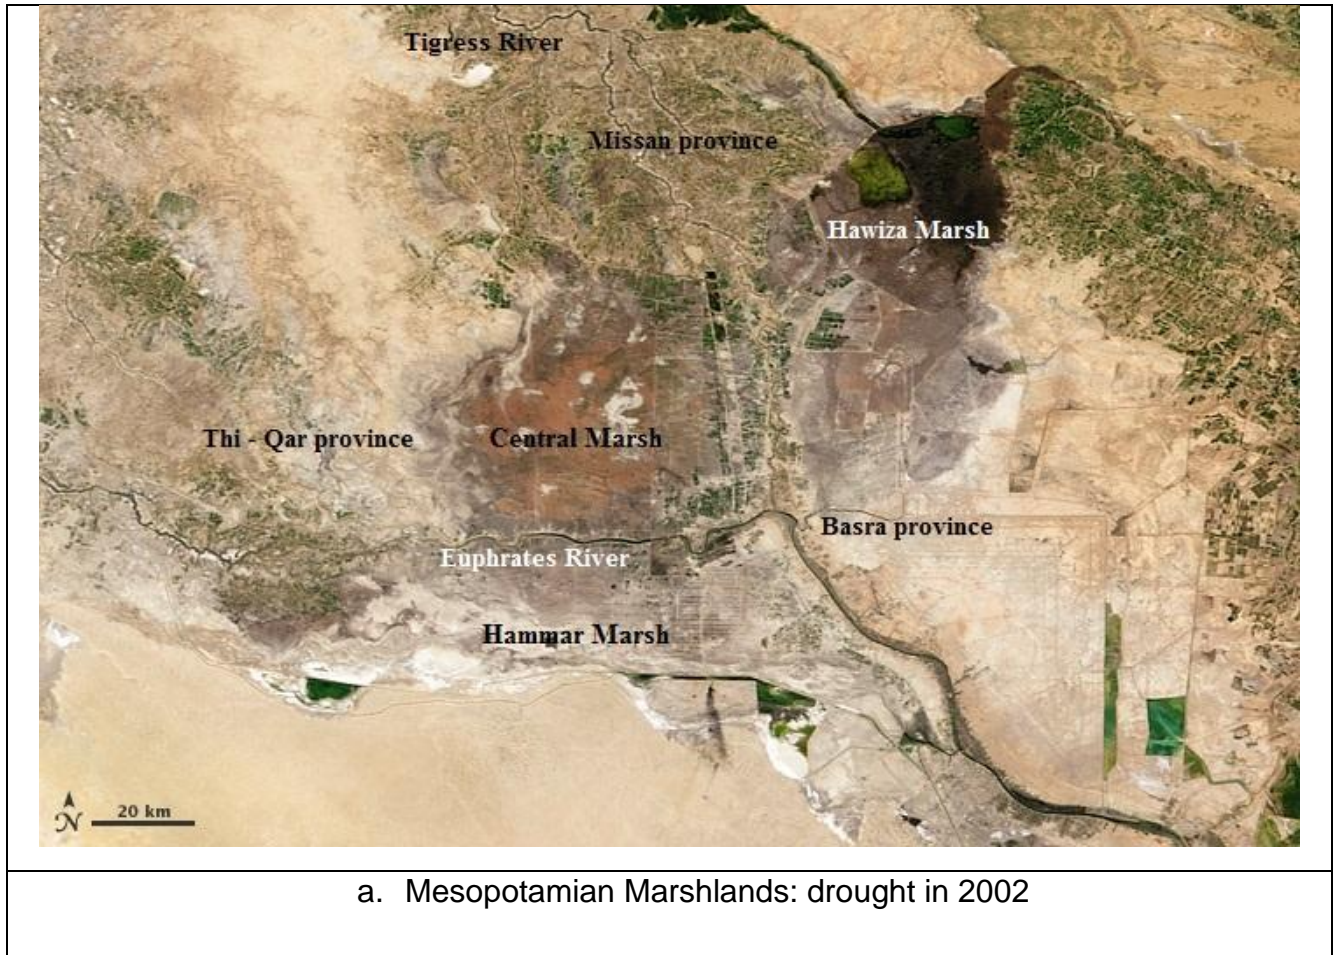 Tigress River
Missan province
Hawiza Marsh
Thi - Qar province
Central Marsh
Basra province
Euphrates River
Hammar Marsh
N
20 km
a. Mesopotamian Marshlands: drought in 2002